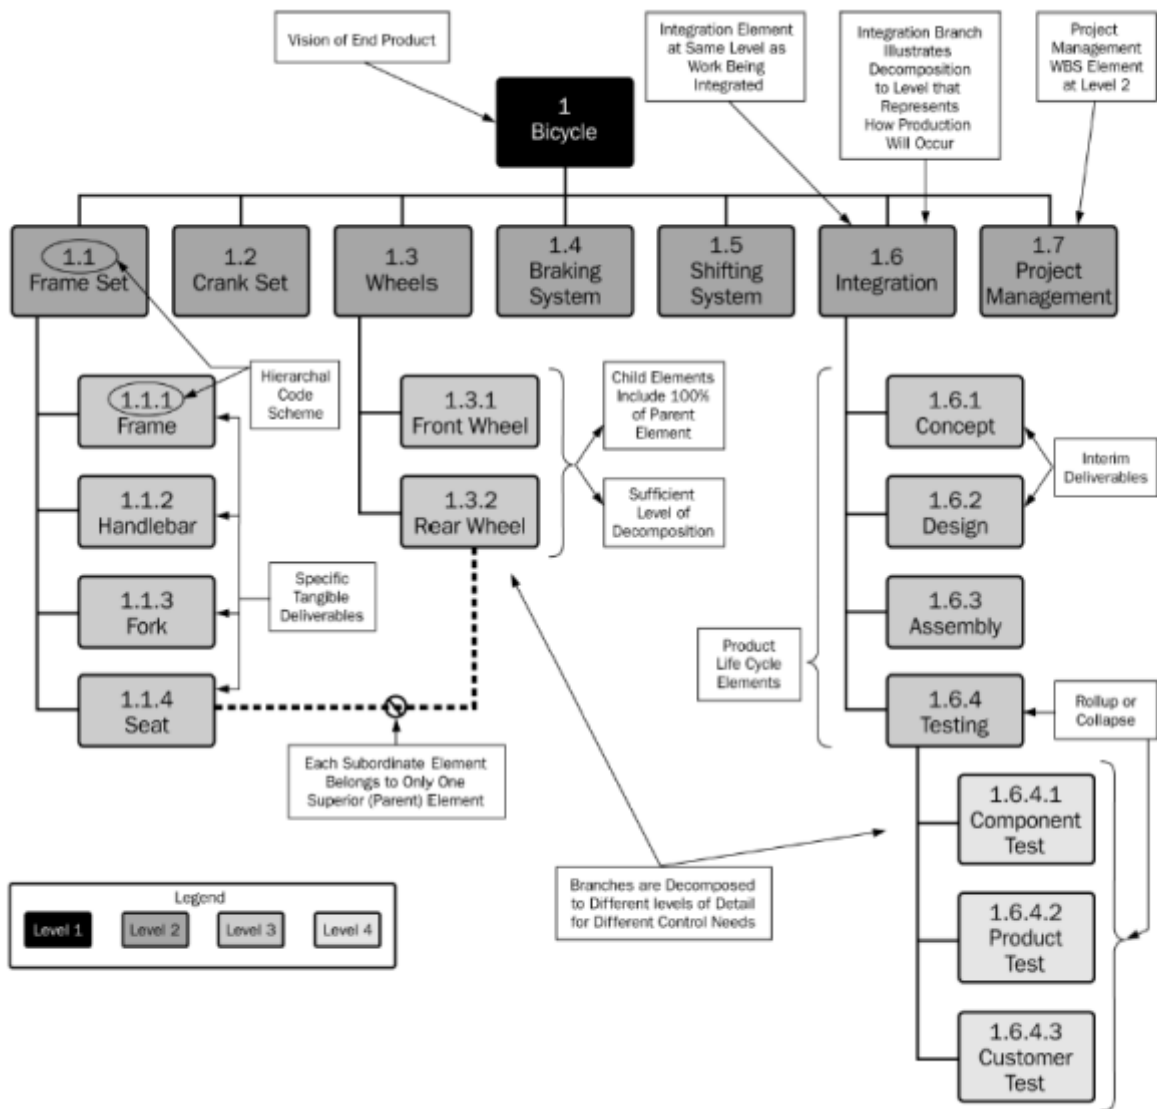 Vision of End Product
Integration Element
at Same Level as
Work Being
Integrated
Integration Branch
Illustrates
Decomposition
to Level that
Represents
How Production
Will Occur
Project
Management
WBS Element
at Level 2
1
Bicycle
1.1
Frame Set
1.2
Crank Set
1.3
Wheels
1.4
Braking
System
1.5
Shifting
System
1.6
Integration
1.7
Project
Management
Hierarchal
Code
Scheme
1.1.1
Frame
1.1.2
Handlebar
1.1.3
Fork
1.1.4
Seat
Specific
Tangible
Deliverables
1.3.1
Front Wheel
1.3.2
Rear Wheel
Child Elements
Include 100%
of Parent
Element
Sufficient
Level of
Decomposition
1.6.1
Concept
1.6.2
Design
1.6.3
Assembly
1.6.4
Testing
Interim
Deliverables
Product
Life Cycle
Elements
Rollup or
Collapse
Each Subordinate Element
Belongs to Only One
Superior (Parent) Element
1.6.4.1
Component
Test
1.6.4.2
Product
Test
1.6.4.3
Customer
Test
Branches are Decomposed
to Different levels of Detail
for Different Control Needs
Legend
Level 1
Level 2
Level 3
Level 4